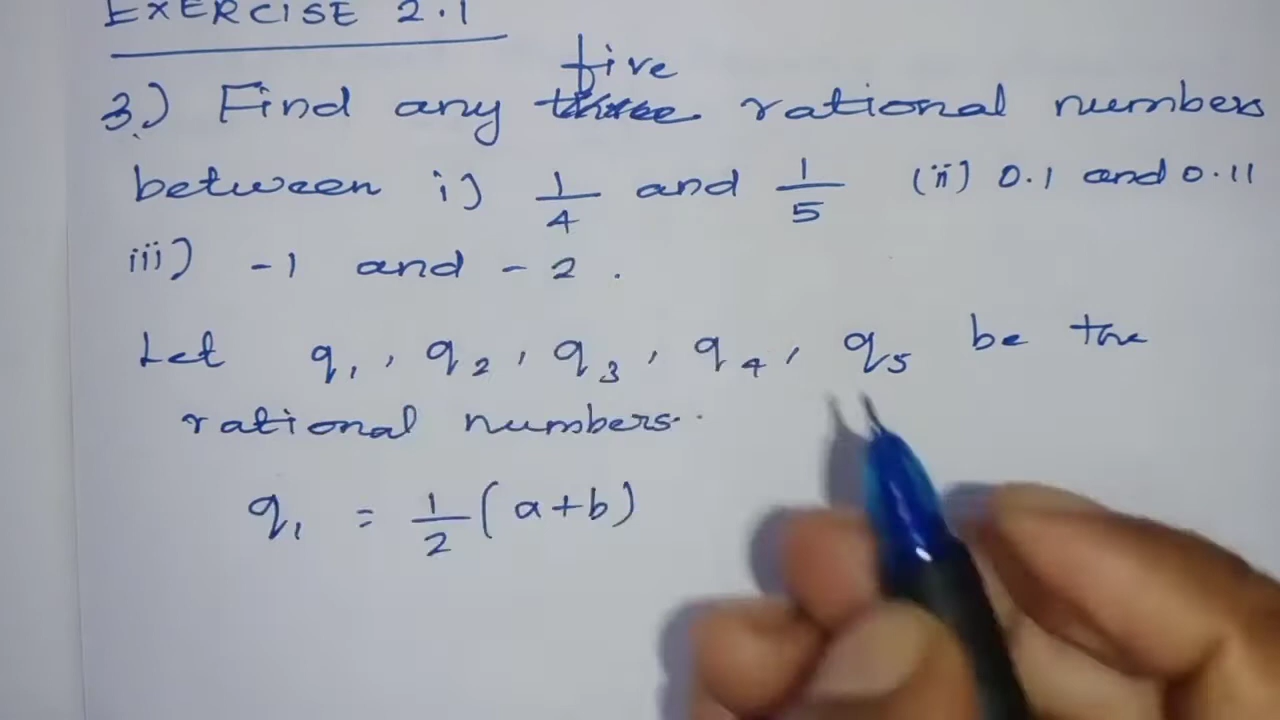 EXERCISE 2.1
five
3.) Find any three rational numbers
between i) 1/4 and 1/5 (ii) 0.1 and 0.11
iii) -1 and -2 .
Let q₁ , q₂ , q₃ , q₄ , q₅ be the
rational numbers.
q₁ = 1/2 (a+b)